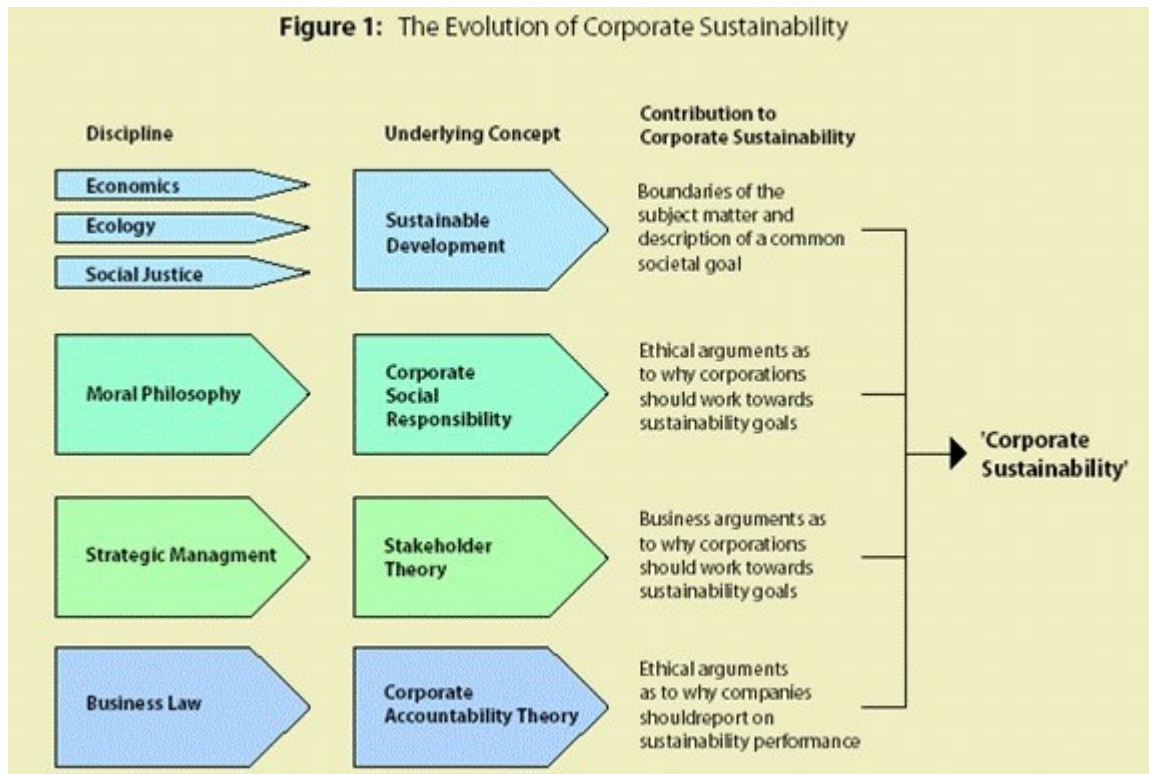 Figure 1: The Evolution of Corporate Sustainability
Discipline
Underlying Concept
Contribution to
Corporate Sustainability
Economics
Ecology
Social Justice
Sustainable
Development
Boundaries of the
subject matter and
description of a common
societal goal
Moral Philosophy
Corporate
Social
Responsibility
Ethical arguments as
to why corporations
should work towards
sustainability goals
'Corporate
Sustainability'
Strategic Managment
Stakeholder
Theory
Business arguments as
to why corporations
should work towards
sustainability goals
Business Law
Corporate
Accountability Theory
Ethical arguments
as to why companies
shouldreport on
sustainability performance